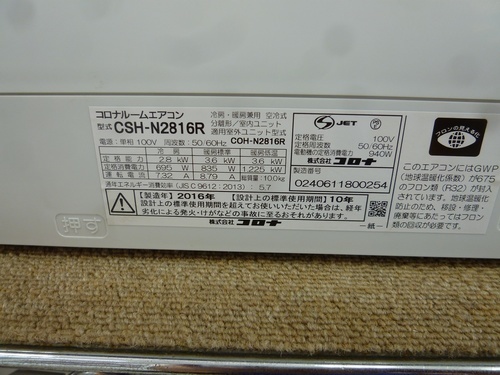 コロナルームエアコン
型式 CSH-N2816R
冷房・暖房兼用 空冷式
分離形/室内ユニット
適用室外ユニット型式
電源:単相 100V 周波数:50/60Hz COH-N2816R
冷房 暖房標準 暖房低温
定格能力 2.8 kW 3.6 kW 3.6 kW
定格消費電力 695 W 835 W 1,225 kW
運転電流 7.32 A 8.79 A
通年エネルギー消費効率(JIS C 9612:2013):5.7
【製造年】2016年 【設計上の標準使用期間】10年
設計上の標準使用期間を超えてお使いいただいた場合は、経年
劣化による発火・けがなどの事故に至るおそれがあります。
株式会社 コロナ
JET
定格電圧 100V
定格周波数 50/60Hz
電動機の定格消費電力 940W
株式会社 コロナ
製造番号
02406111800254
ー紙ー
フロンの見える化
このエアコンにはGWP
(地球温暖化係数)が675
のフロン類(R32)が封入
されています。地球温暖化
防止のため、移設・修理・
廃棄等にあたってはフロン
類の回収が必要です。
押す